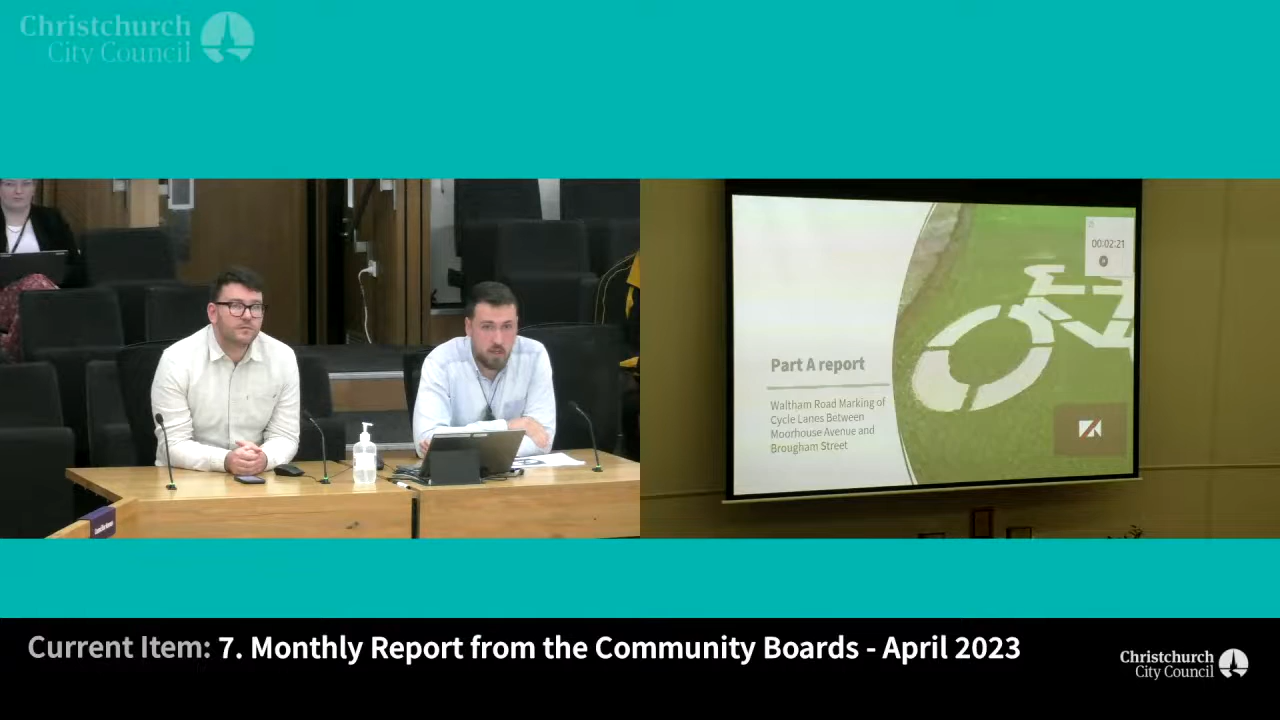 Christchurch
City Council
00:02:21
Part A report
Waltham Road Marking of
Cycle Lanes Between
Moorhouse Avenue and
Brougham Street
Current Item: 7. Monthly Report from the Community Boards - April 2023
Christchurch
City Council